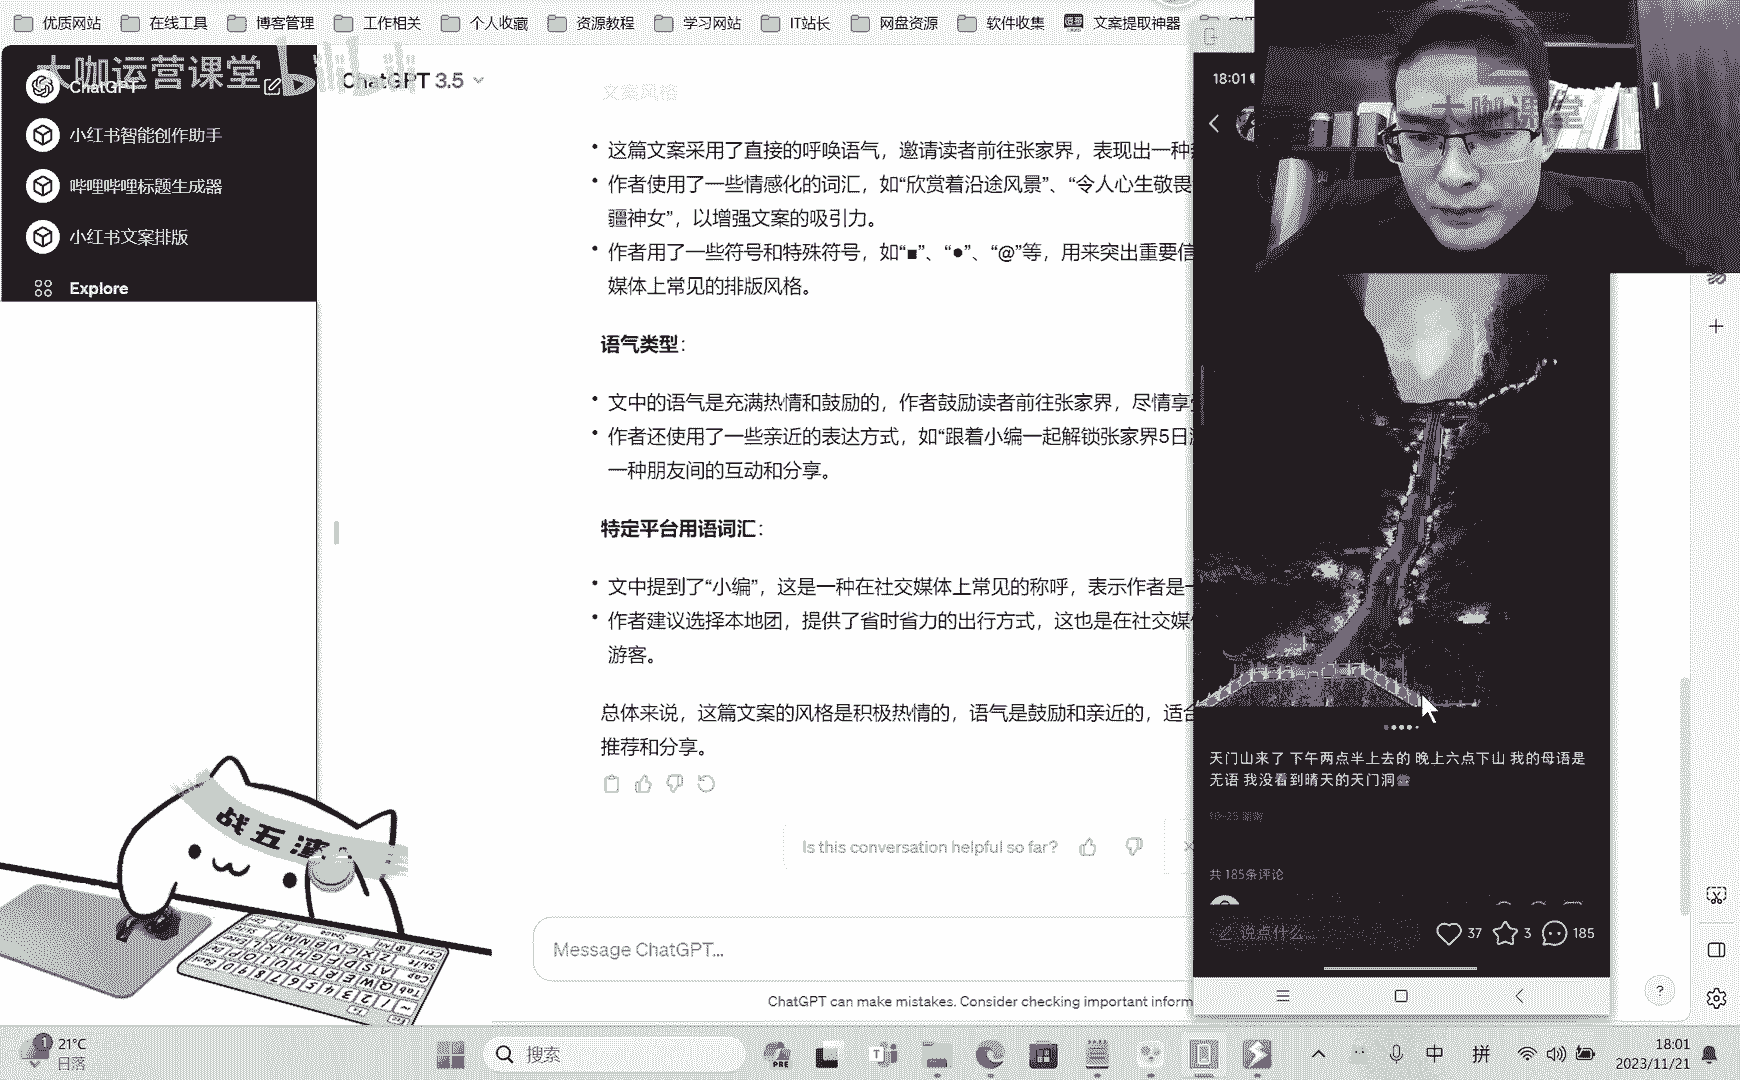 优质网站 在线工具 博客管理 工作相关 个人收藏 资源教程 学习网站 IT站长 网盘资源 软件收集 文案提取神器
大咖运营课堂 bilibili
ChatGPT
小红书智能创作助手
哔哩哔哩标题生成器
小红书文案排版
Explore
ChatGPT 3.5
文案风格
这篇文案采用了直接的呼唤语气，邀请读者前往张家界，表现出一种
作者使用了一些情感化的词汇，如“欣赏着沿途风景”、“令人心生敬畏
疆神女”，以增强文案的吸引力。
作者用了一些符号和特殊符号，如“■”、“●”、“@”等，用来突出重要信
媒体上常见的排版风格。
语气类型：
文中的语气是充满热情和鼓励的，作者鼓励读者前往张家界，尽情享
作者还使用了一些亲近的表达方式，如“跟着小编一起解锁张家界5日
一种朋友间的互动和分享。
特定平台用语词汇：
文中提到了“小编”，这是一种在社交媒体上常见的称呼，表示作者是一
作者建议选择本地团，提供了省时省力的出行方式，这也是在社交媒
游客。
总体来说，这篇文案的风格是积极热情的，语气是鼓励和亲近的，适合
推荐和分享。
Is this conversation helpful so far?
Message ChatGPT...
ChatGPT can make mistakes. Consider checking important inform
18:01
大咖课堂
天门山来了 下午两点半上去的 晚上六点下山 我的母语是
无语 我没看到晴天的天门洞
10-25 湖南
共 185条评论
说点什么...
37 3 185
战五渣
?
1
21°C
日落
搜索
PRE
中 拼
18:01
2023/11/21